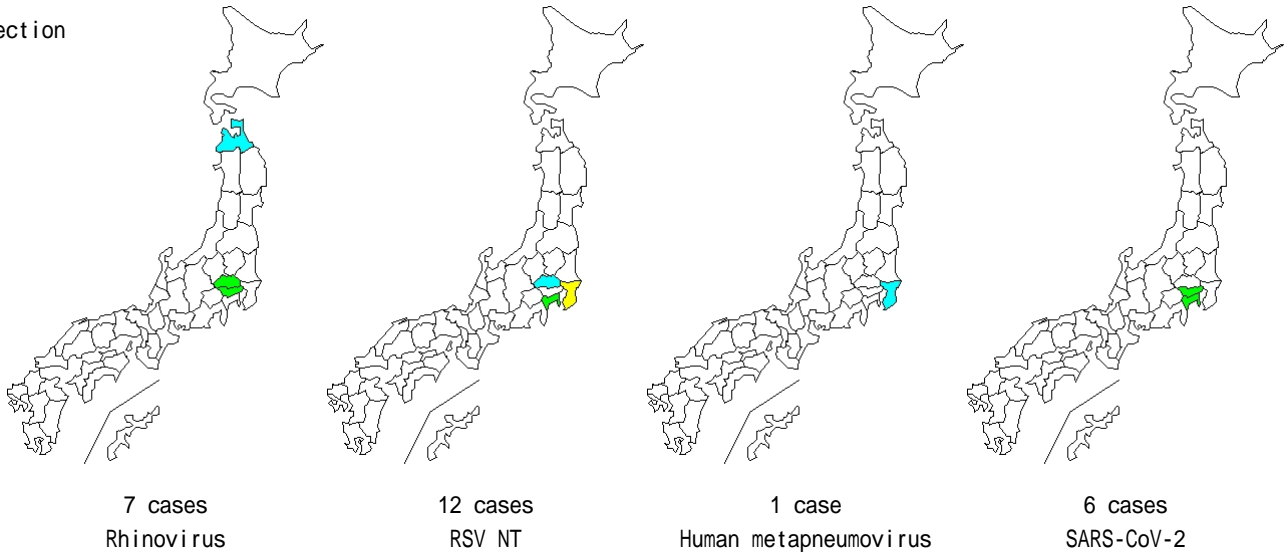 ection
7 cases
12 cases
1 case
6 cases
Rhinovirus
RSV NT
Human metapneumovirus
SARS-CoV-2